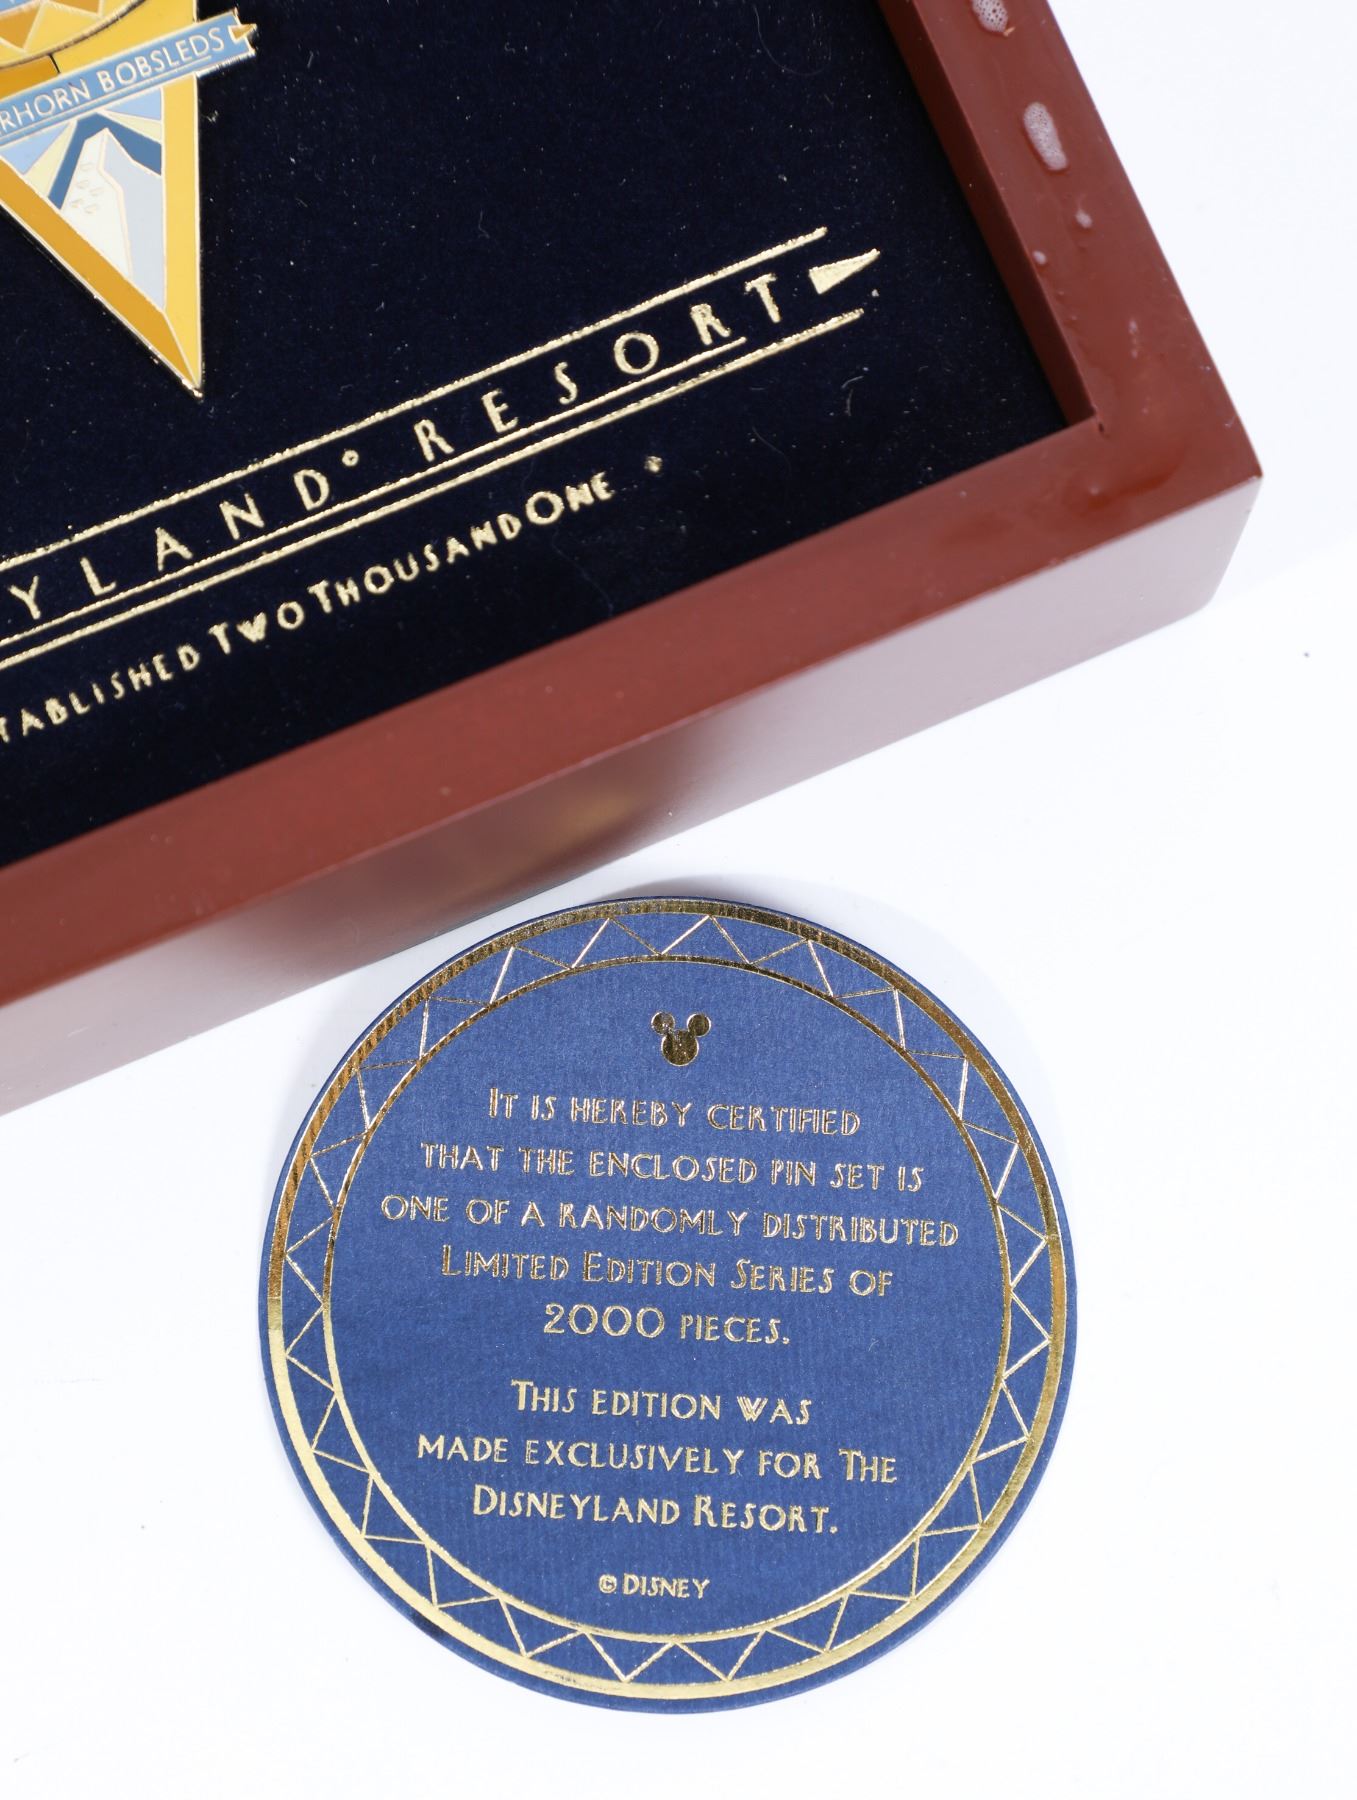 RHORN BOBSLEDS
YLAND® RESORT
TABLISHED TWO THOUSAND ONE
IT IS HEREBY CERTIFIED
THAT THE ENCLOSED PIN SET IS
ONE OF A RANDOMLY DISTRIBUTED
LIMITED EDITION SERIES OF
2000 PIECES.
THIS EDITION WAS
MADE EXCLUSIVELY FOR THE
DISNEYLAND RESORT.
© DISNEY